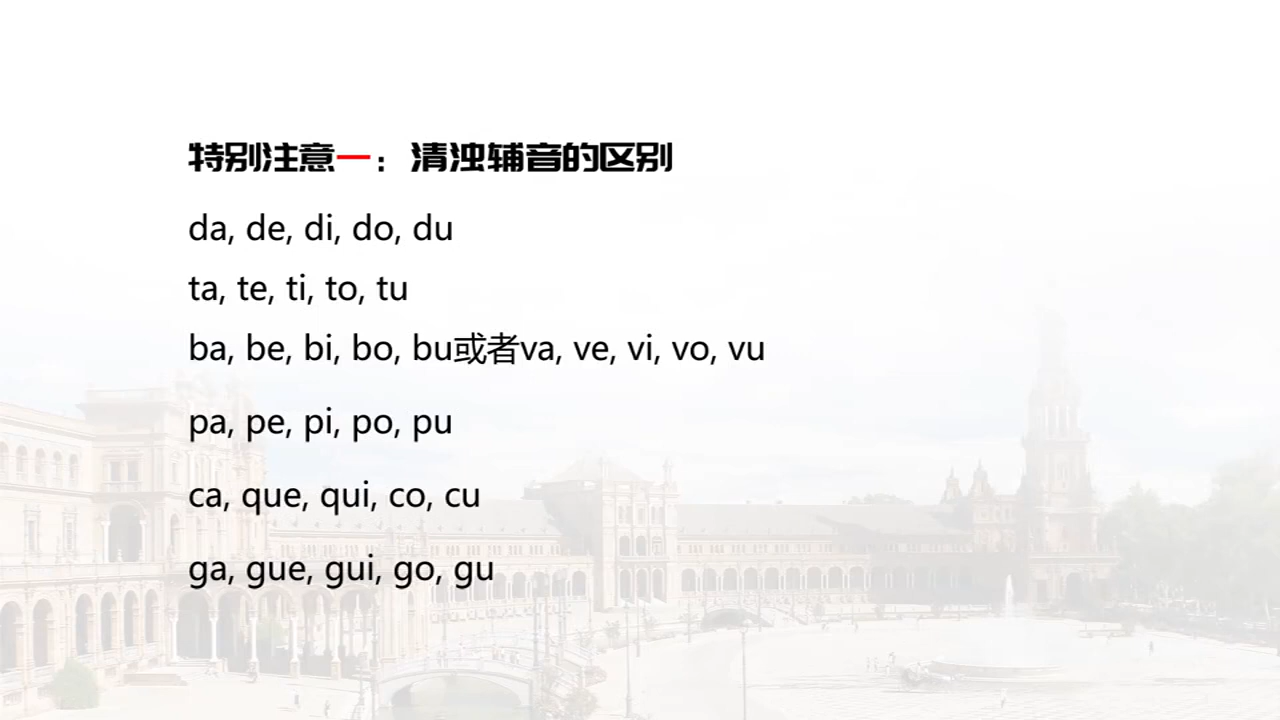 特别注意一：清浊辅音的区别
da, de, di, do, du
ta, te, ti, to, tu
ba, be, bi, bo, bu或者va, ve, vi, vo, vu
pa, pe, pi, po, pu
ca, que, qui, co, cu
ga, gue, gui, go, gu